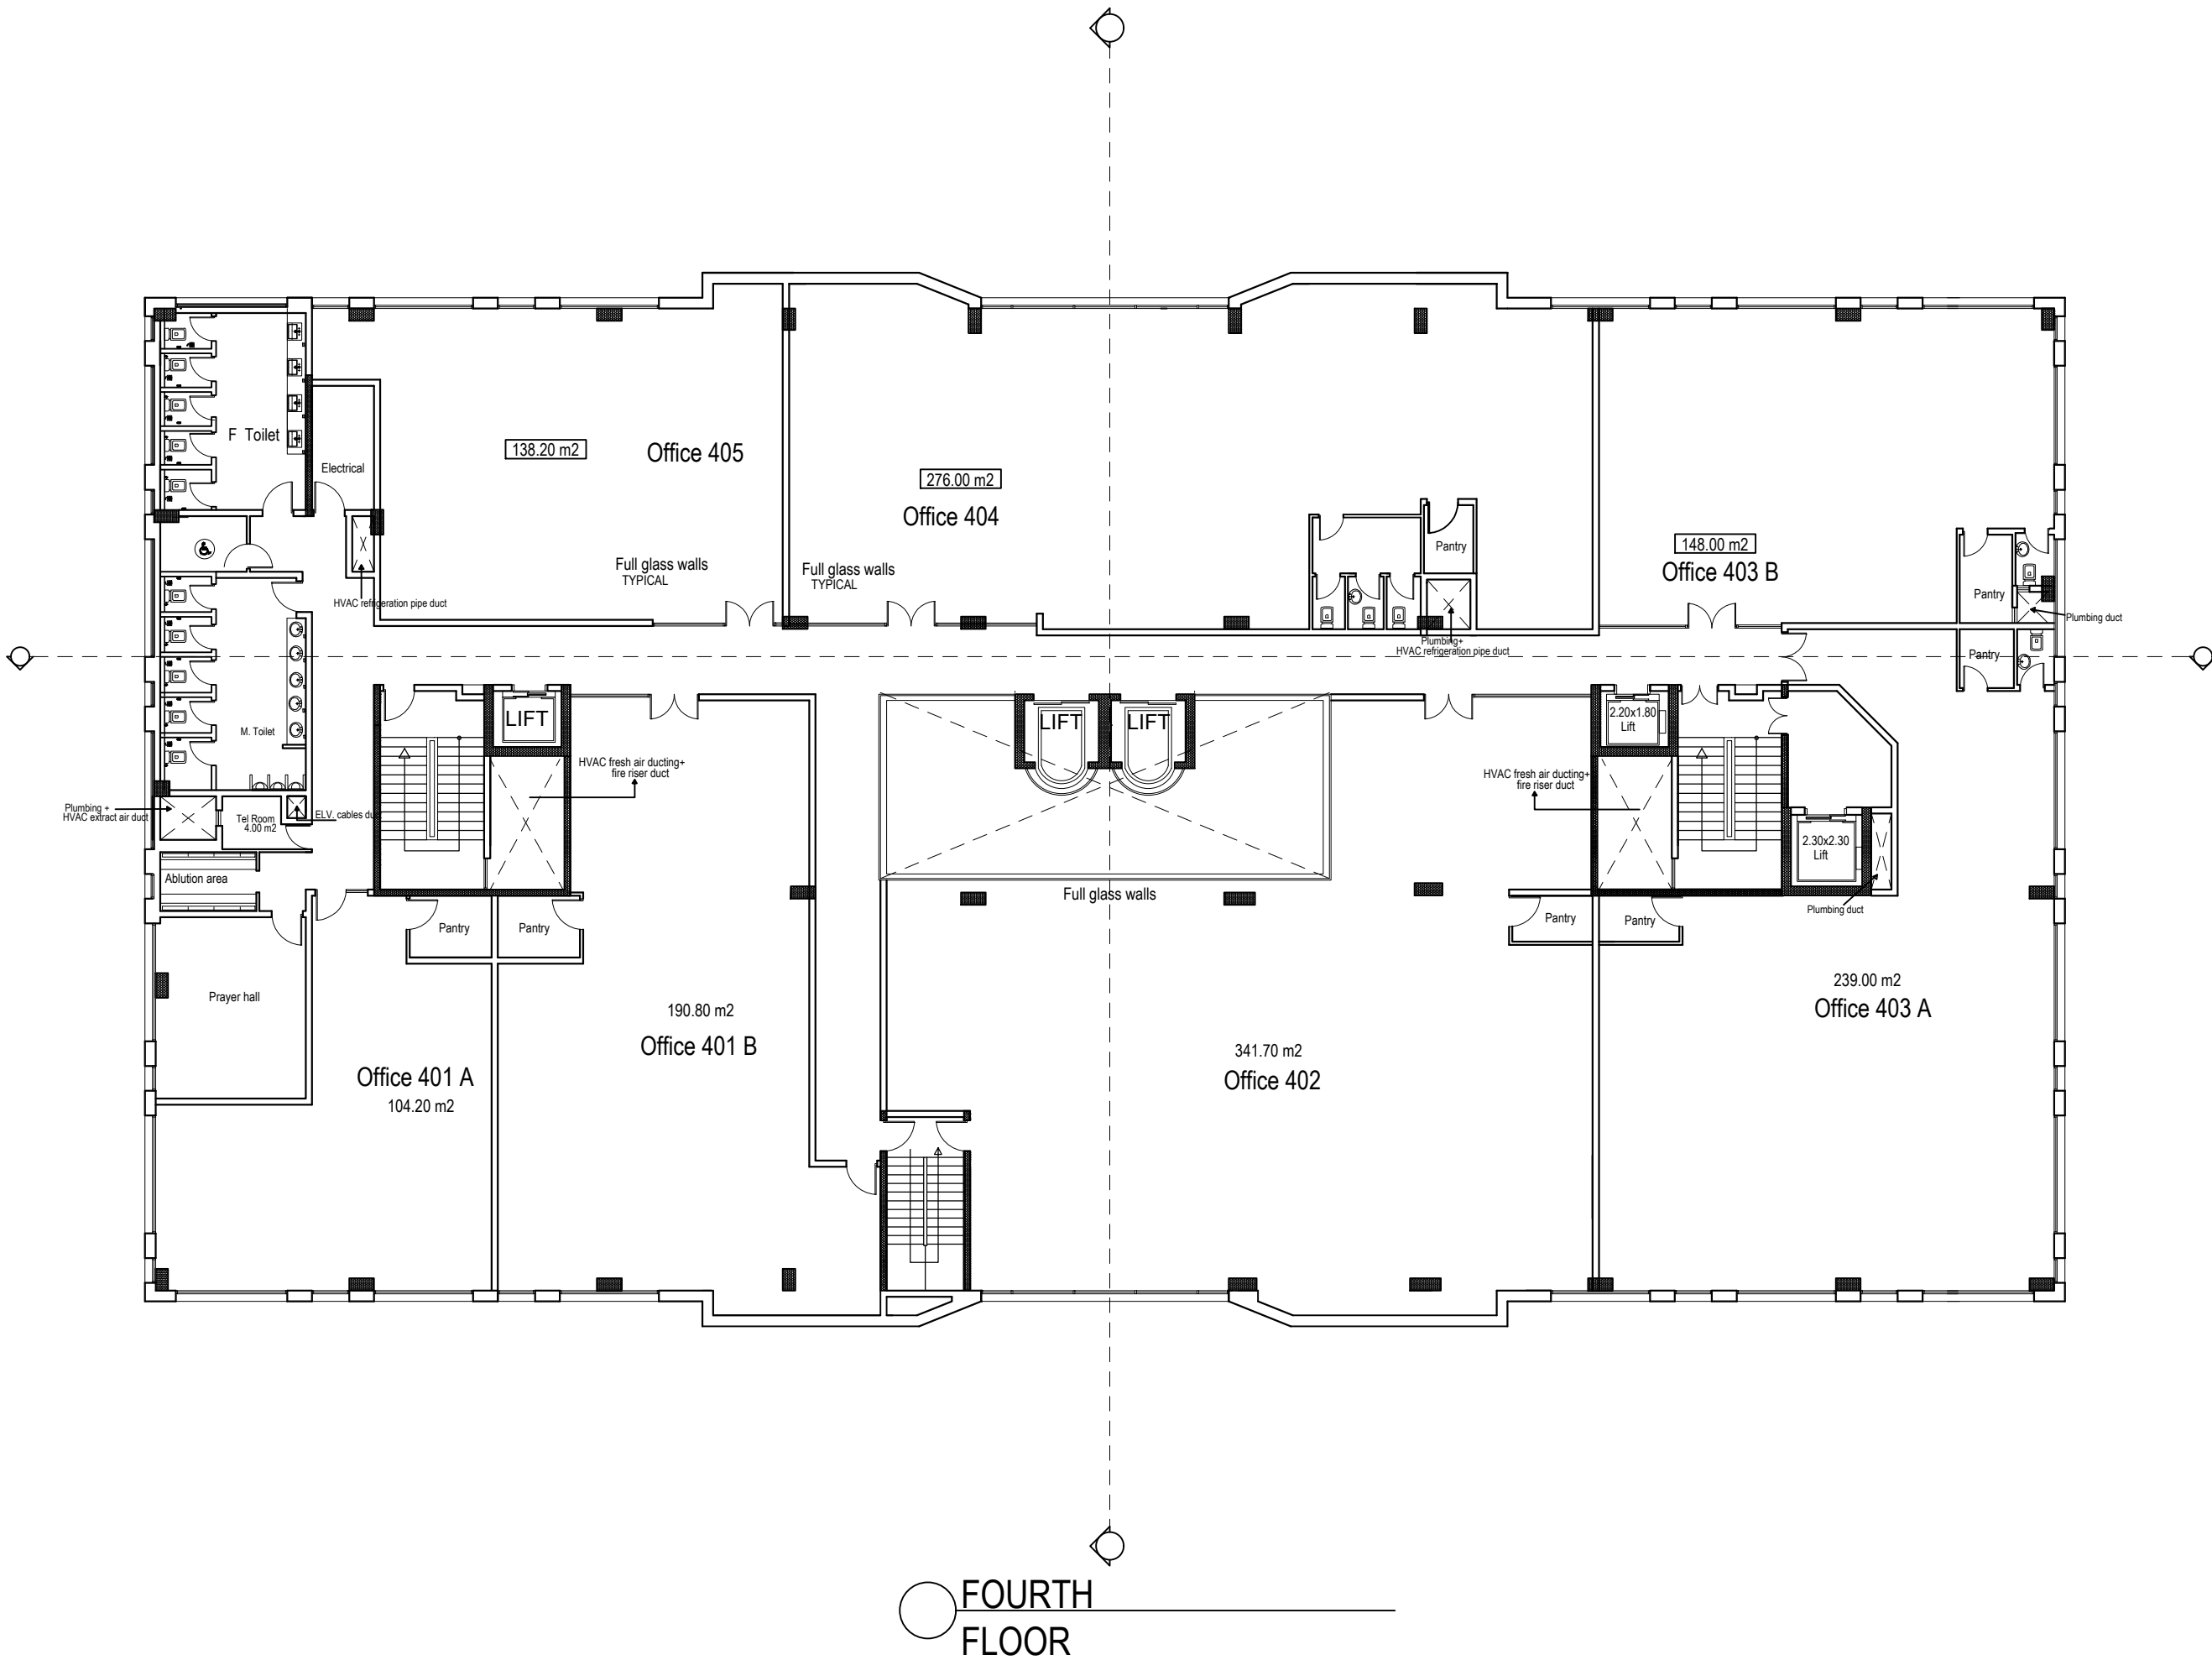 F Toilet
Electrical
138.20 m2
Office 405
276.00 m2
Office 404
Full glass walls
TYPICAL
Full glass walls
TYPICAL
Pantry
148.00 m2
Office 403 B
Pantry
Plumbing duct
HVAC refrigeration pipe duct
Plumbing+
HVAC refrigeration pipe duct
Pantry
M. Toilet
LIFT
LIFT
LIFT
2.20x1.80
Lift
HVAC fresh air ducting+
fire riser duct
HVAC fresh air ducting+
fire riser duct
Plumbing +
HVAC extract air duct
Tel Room
4.00 m2
ELV. cables duct
2.30x2.30
Lift
Ablution area
Full glass walls
Plumbing duct
Pantry
Pantry
Pantry
Pantry
Prayer hall
190.80 m2
Office 401 B
239.00 m2
Office 403 A
341.70 m2
Office 402
Office 401 A
104.20 m2
FOURTH
FLOOR